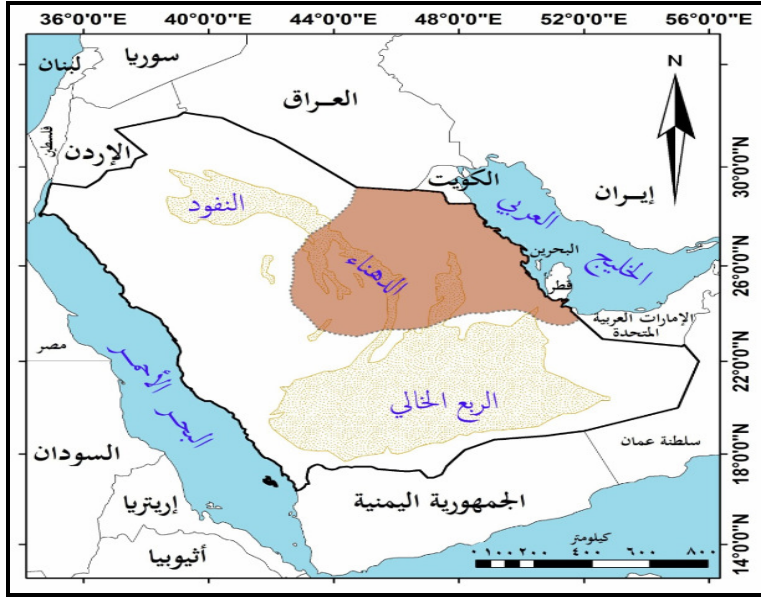 36°0'0"E 40°0'0"E 44°0'0"E 48°0'0"E 52°0'0"E 56°0'0"E
N
سوريا
لبنان
العـراق
فلسطين
الإردن
30°0'0"N
الكويت
إيـران
النفود
العربي
الخليج
البحرين
قطر
26°0'0"N
الدهناء
الإمارات العربية
المتحدة
مصر
22°0'0"N
البحر الأحمر
الربع الخالي
سلطنة عمان
السودان
18°0'0"N
الجمهورية اليمنية
إريتريا
أثيوبيا
كيلومتر
٠ ١٠٠ ٢٠٠ ٤٠٠ ٦٠٠ ٨٠٠
14°0'0"N